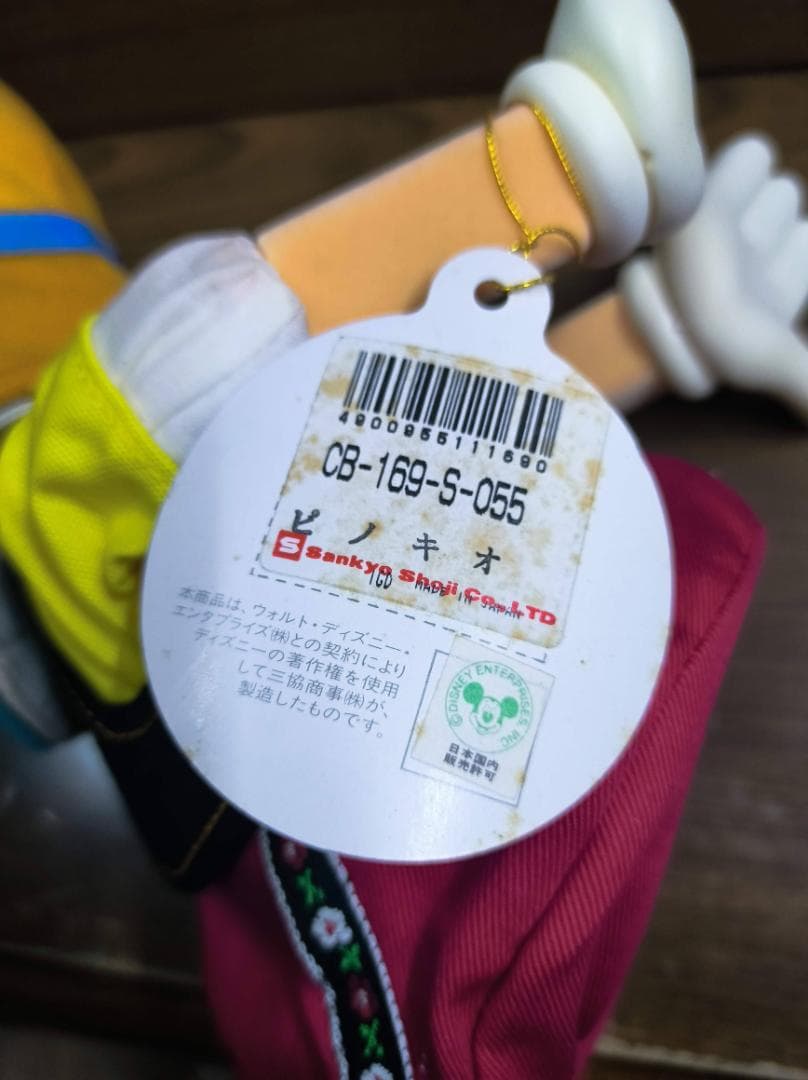 4900955111690
CB-169-S-055
ピノキオ
S Sankyo Shoji Co., LTD
MADE IN JAPAN
本商品は、ウォルト・ディズニー・
エンタプライズ㈱との契約により
ディズニーの著作権を使用
して三協商事㈱が、
製造したものです。
© DISNEY ENTERPRISES, INC.
日本国内
販売許可